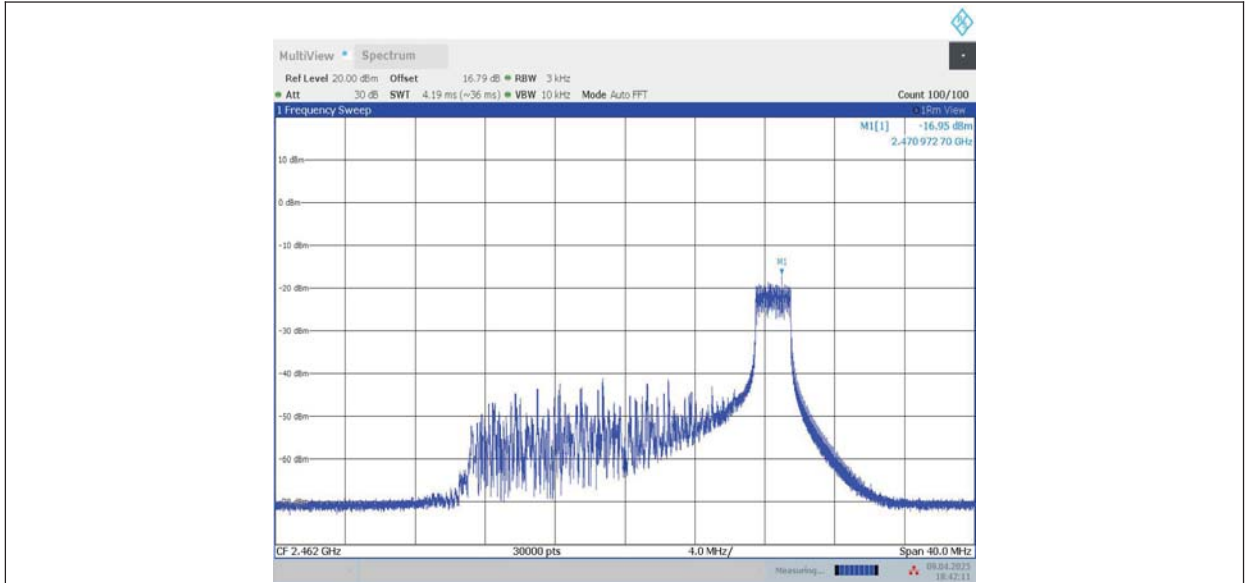 MultiView Spectrum
Ref Level 20.00 dBm Offset 16.79 dB RBW 3 kHz
Att 30 dB SWT 4.19 ms (~36 ms) VBW 10 kHz Mode Auto FFT Count 100/100
1 Frequency Sweep 1Rm View
M1[1] -16.95 dBm
2.470 972 70 GHz
10 dBm
0 dBm
-10 dBm
M1
-20 dBm
-30 dBm
-40 dBm
-50 dBm
-60 dBm
CF 2.462 GHz 30000 pts 4.0 MHz/ Span 40.0 MHz
Measuring... 09.04.2025
18:42:11